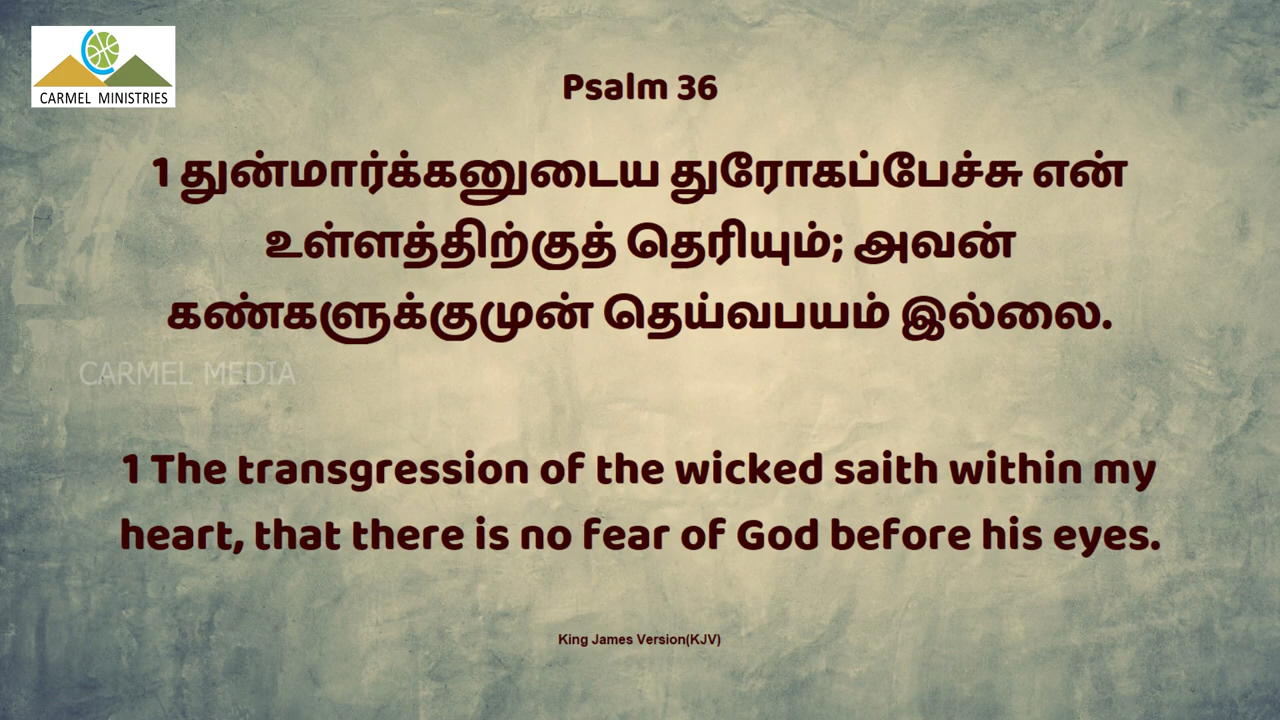 CARMEL MINISTRIES
Psalm 36
1 துன்மார்க்கனுடைய துரோகப்பேச்சு என்
உள்ளத்திற்குத் தெரியும்; அவன்
கண்களுக்குமுன் தெய்வபயம் இல்லை.
CARMEL MEDIA
1 The transgression of the wicked saith within my
heart, that there is no fear of God before his eyes.
King James Version(KJV)